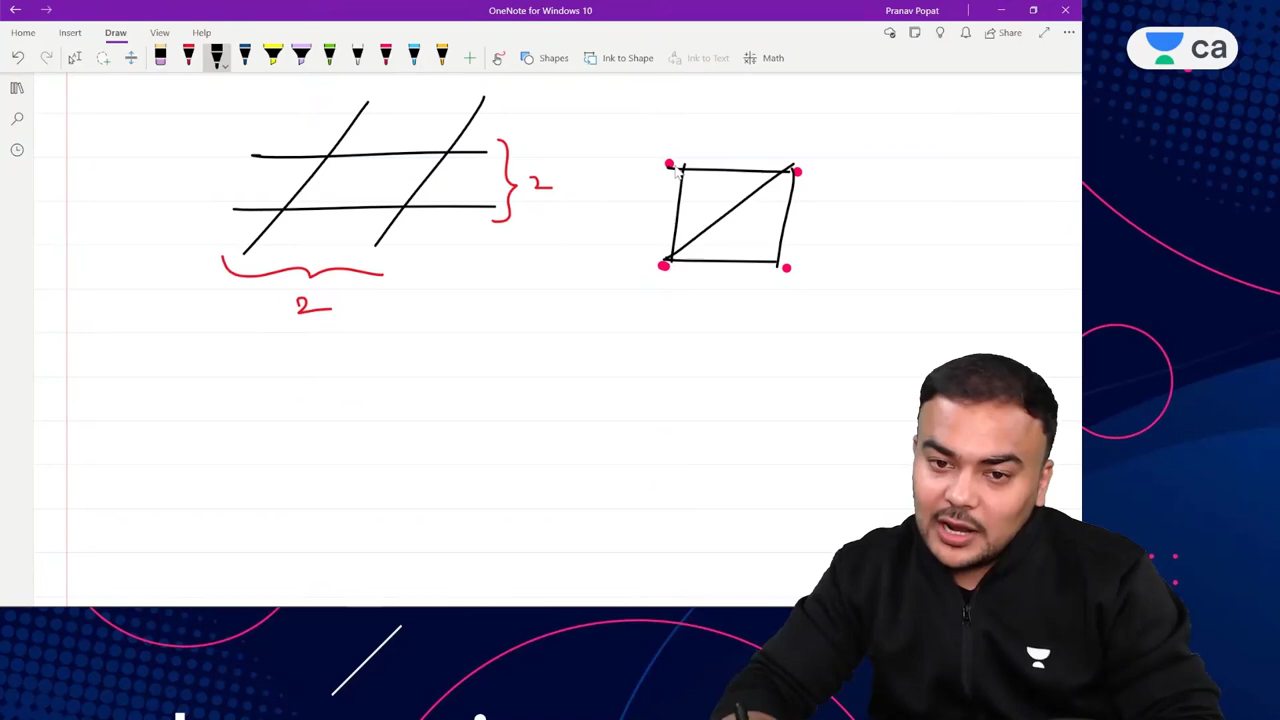 OneNote for Windows 10
Pranav Popat
Home Insert Draw View Help
Share
Shapes
Ink to Shape
Ink to Text
Math
ca
2
2